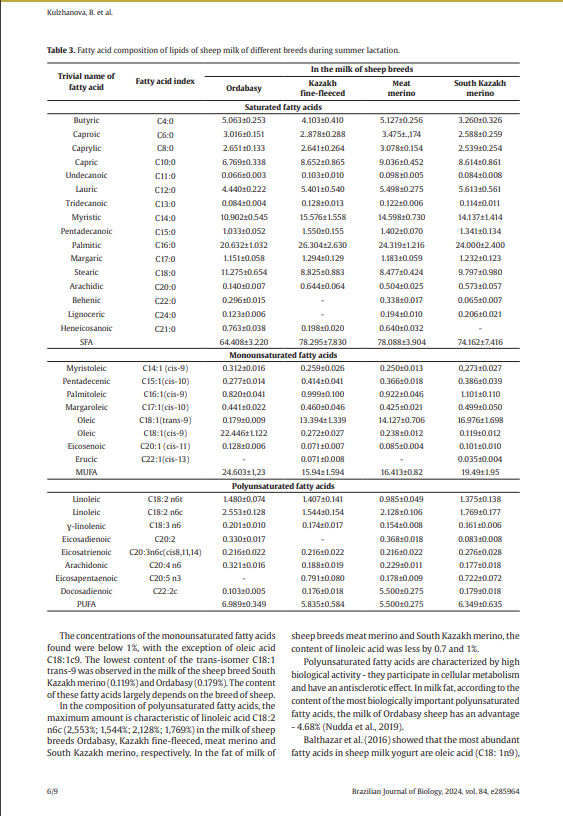 Kulzhanova, B. et al.
Table 3. Fatty acid composition of lipids of sheep milk of different breeds during summer lactation.
Trivial name of fatty acid Fatty acid index In the milk of sheep breeds
Ordabasy Kazakh fine-fleeced Meat merino South Kazakh merino
Saturated fatty acids
Butyric C4:0 5.063±0.253 4.103±0.410 5.127±0.256 3.260±0.326
Caproic C6:0 3.016±0.151 2..878±0.288 3.475±.,174 2.588±0.259
Caprylic C8:0 2.651±0.133 2.641±0.264 3.078±0.154 2.539±0.254
Capric C10:0 6.769±0.338 8.652±0.865 9.036±0.452 8.614±0.861
Undecanoic C11:0 0.066±0.003 0.103±0.010 0.098±0.005 0.084±0.008
Lauric C12:0 4.440±0.222 5.401±0.540 5.498±0.275 5.613±0.561
Tridecanoic C13:0 0.084±0.004 0.128±0.013 0.122±0.006 0.114±0.011
Myristic C14:0 10.902±0.545 15.576±1.558 14.598±0.730 14.137±1.414
Pentadecanoic C15:0 1.033±0.052 1.550±0.155 1.402±0.070 1.341±0.134
Palmitic C16:0 20.632±1.032 26.304±2.630 24.319±1.216 24.000±2.400
Margaric C17:0 1.151±0.058 1.294±0.129 1.183±0.059 1.232±0.123
Stearic C18:0 11.275±0.654 8.825±0.883 8.477±0.424 9.797±0.980
Arachidic C20:0 0.140±0.007 0.644±0.064 0.504±0.025 0.573±0.057
Behenic C22:0 0.296±0.015 - 0.338±0.017 0.065±0.007
Lignoceric C24:0 0.123±0.006 - 0.194±0.010 0.206±0.021
Heneicosanoic C21:0 0.763±0.038 0.198±0.020 0.640±0.032 -
SFA 64.408±3.220 78.295±7.830 78.088±3.904 74.162±7.416
Monounsaturated fatty acids
Myristoleic C14:1 (cis-9) 0.312±0.016 0.259±0.026 0.250±0.013 0,273±0.027
Pentadecenic C15:1(cis-10) 0.277±0.014 0.414±0.041 0.366±0.018 0.386±0.039
Palmitoleic C16:1(cis-9) 0.820±0.041 0.999±0.100 0.922±0.046 1.101±0.110
Margaroleic C17:1(cis-10) 0.441±0.022 0.460±0.046 0.425±0.021 0.499±0.050
Oleic C18:1(trans-9) 0.179±0.009 13.394±1.339 14.127±0.706 16.976±1.698
Oleic C18:1(cis-9) 22.446±1.122 0.272±0.027 0.238±0.012 0.119±0.012
Eicosenoic C20:1 (cis-11) 0.128±0.006 0.071±0.007 0.085±0.004 0.101±0.010
Erucic C22:1(cis-13) - 0.071±0.008 - 0.035±0.004
MUFA 24.603±1,23 15.94±1.594 16.413±0.82 19.49±1.95
Polyunsaturated fatty acids
Linoleic C18:2 n6t 1.480±0.074 1.407±0.141 0.985±0.049 1.375±0.138
Linoleic C18:2 n6c 2.553±0.128 1.544±0.154 2.128±0.106 1.769±0.177
γ-linolenic C18:3 n6 0.201±0.010 0.174±0.017 0.154±0.008 0.161±0.006
Eicosadienoic C20:2 0.330±0.017 - 0.368±0.018 0.083±0.008
Eicosatrienoic C20:3n6c(cis8,11,14) 0.216±0.022 0.216±0.022 0.216±0.022 0.276±0.028
Arachidonic C20:4 n6 0.321±0.016 0.188±0.019 0.229±0.011 0.177±0.018
Eicosapentaenoic C20:5 n3 - 0.791±0.080 0.178±0.009 0.722±0.072
Docosadienoic C22:2c 0.103±0.005 0.176±0.018 5.500±0.275 0.179±0.018
PUFA 6.989±0.349 5.835±0.584 5.500±0.275 6.349±0.635
The concentrations of the monounsaturated fatty acids
found were below 1%, with the exception of oleic acid
C18:1c9. The lowest content of the trans-isomer C18:1
trans-9 was observed in the milk of the sheep breed South
Kazakh merino (0.119%) and Ordabasy (0.179%). The content
of these fatty acids largely depends on the breed of sheep.
In the composition of polyunsaturated fatty acids, the
maximum amount is characteristic of linoleic acid C18:2
n6c (2,553%; 1,544%; 2,128%; 1,769%) in the milk of sheep
breeds Ordabasy, Kazakh fine-fleeced, meat merino and
South Kazakh merino, respectively. In the fat of milk of
sheep breeds meat merino and South Kazakh merino, the
content of linoleic acid was less by 0.7 and 1%.
Polyunsaturated fatty acids are characterized by high
biological activity - they participate in cellular metabolism
and have an antisclerotic effect. In milk fat, according to the
content of the most biologically important polyunsaturated
fatty acids, the milk of Ordabasy sheep has an advantage
- 4.68% (Nudda et al., 2019).
Balthazar et al. (2016) showed that the most abundant
fatty acids in sheep milk yogurt are oleic acid (C18: 1n9),
6/9
Brazilian Journal of Biology, 2024, vol. 84, e285964